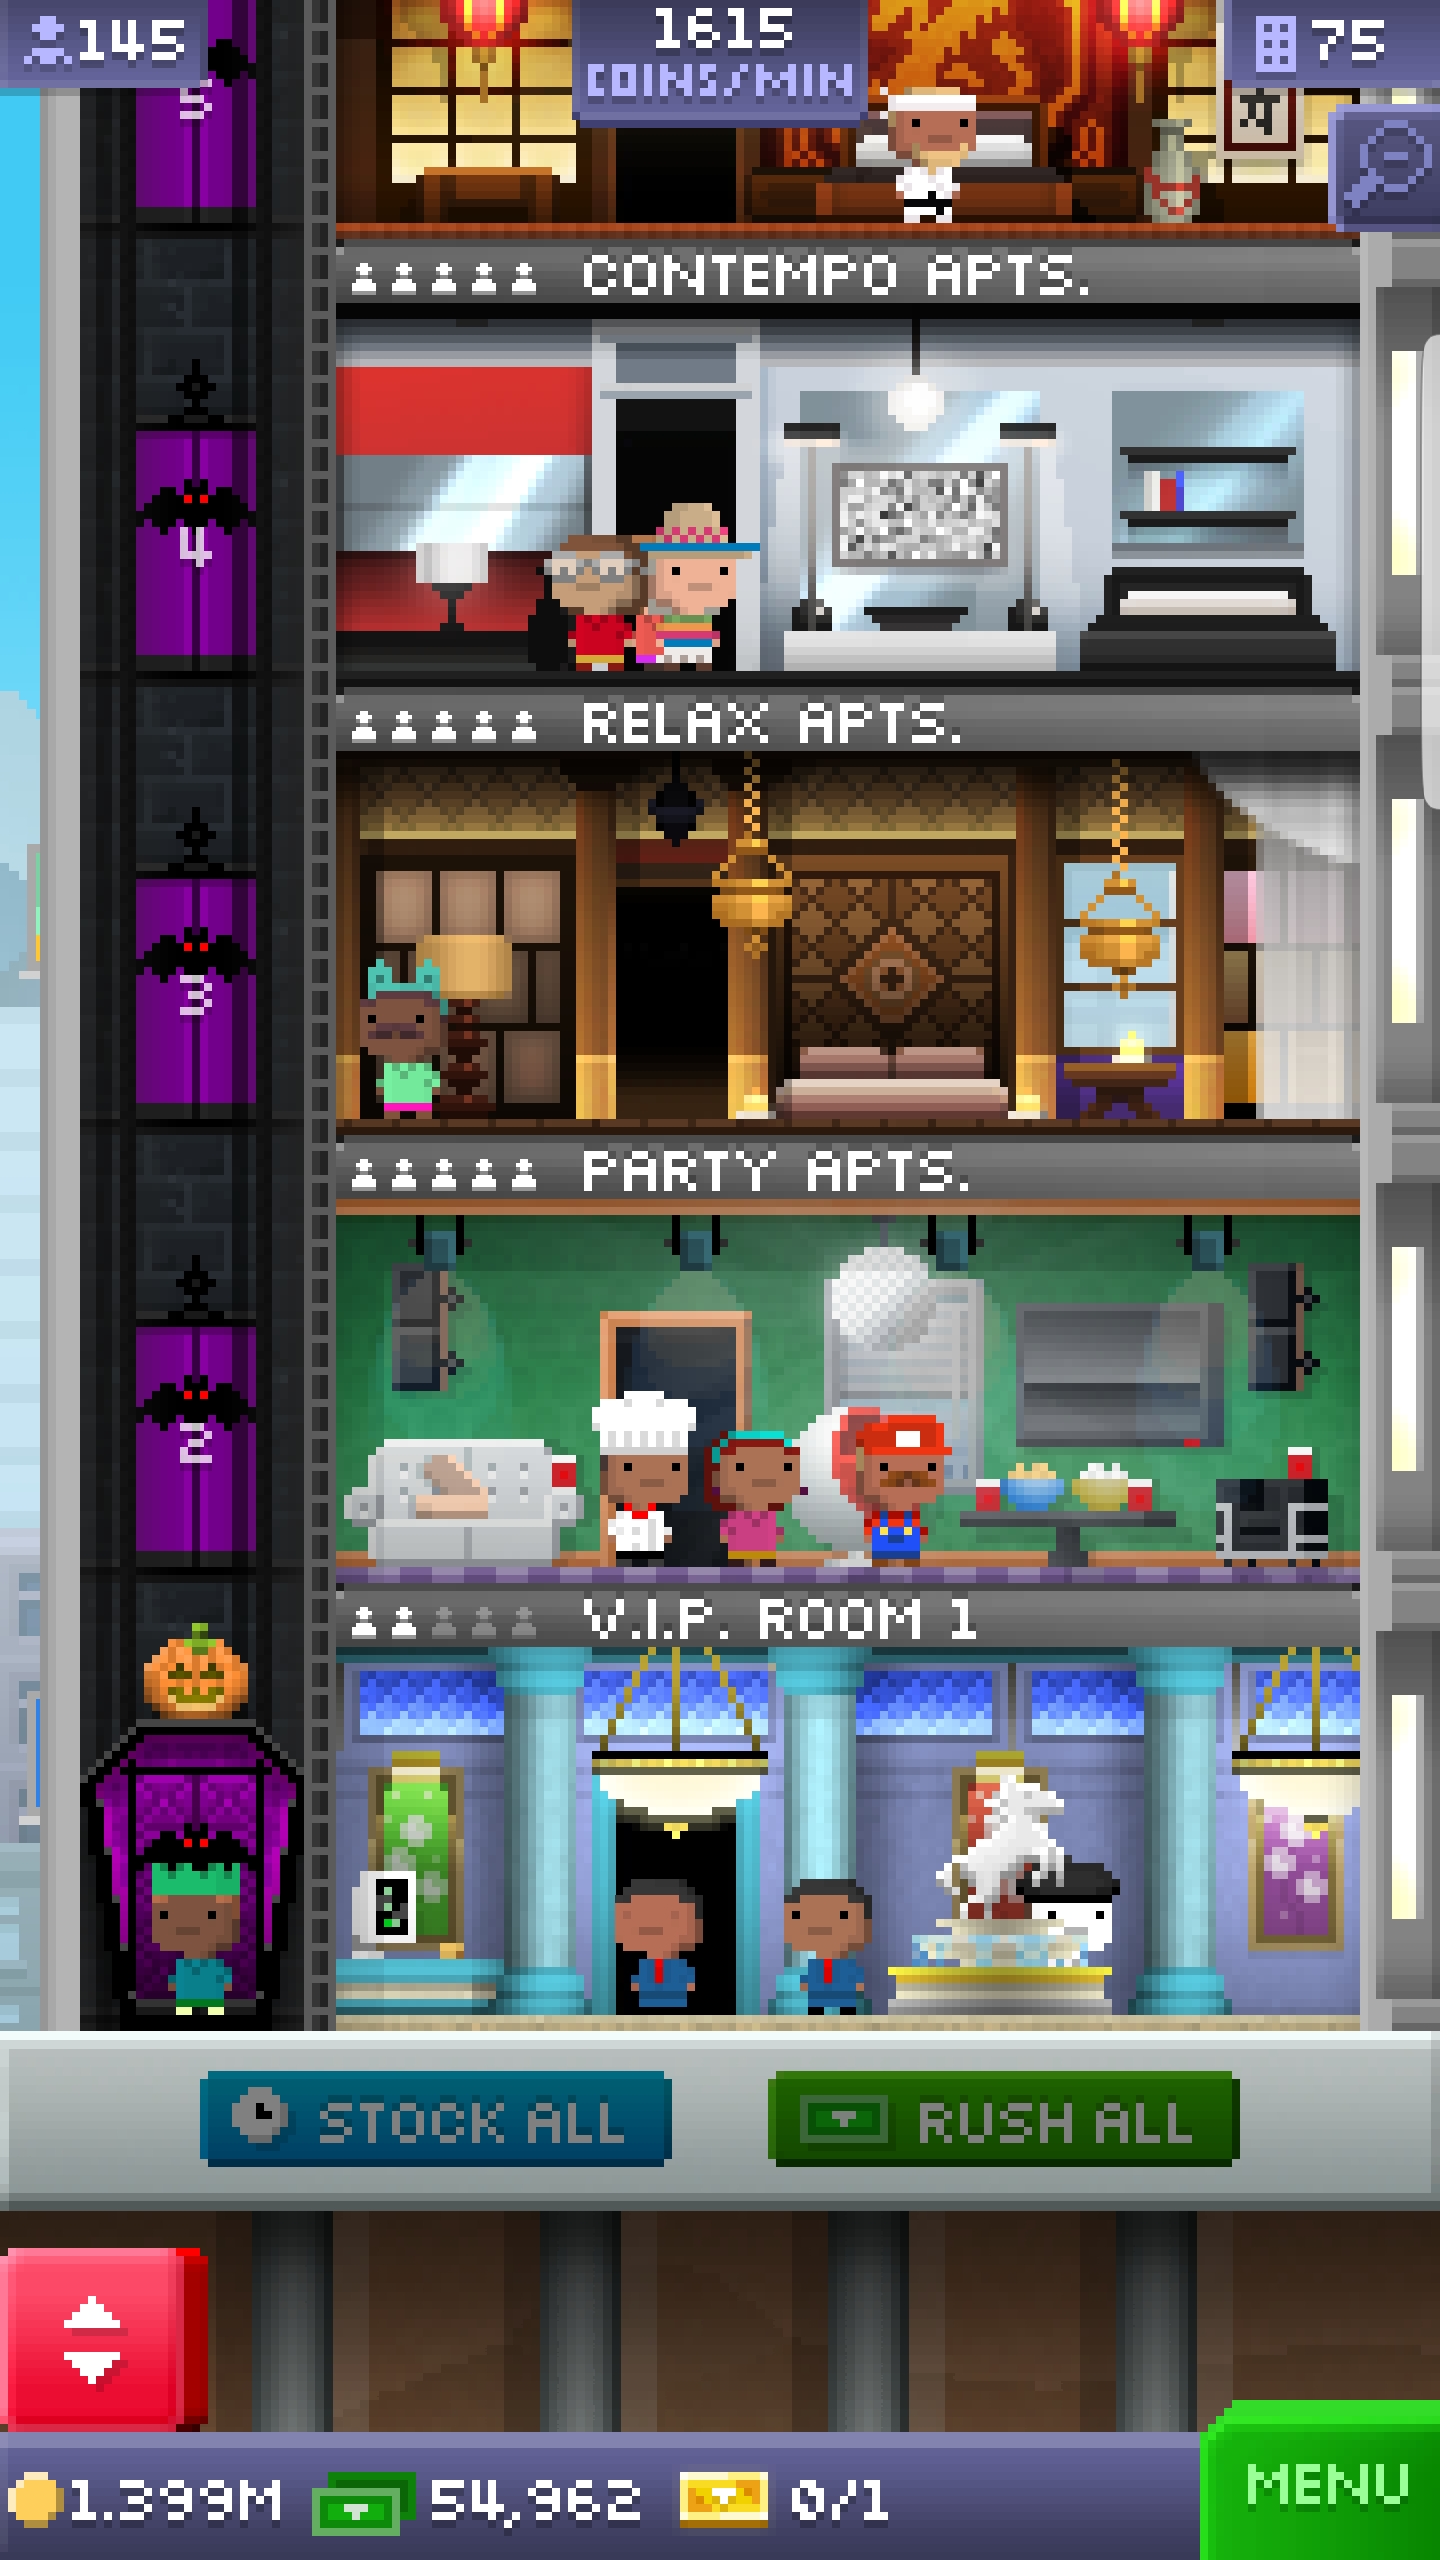 145
1615
COINS/MIN
75
5
CONTEMPO APTS.
4
RELAX APTS.
3
PARTY APTS.
2
V.I.P. ROOM 1
STOCK ALL
RUSH ALL
1.399M
54,962
0/1
MENU